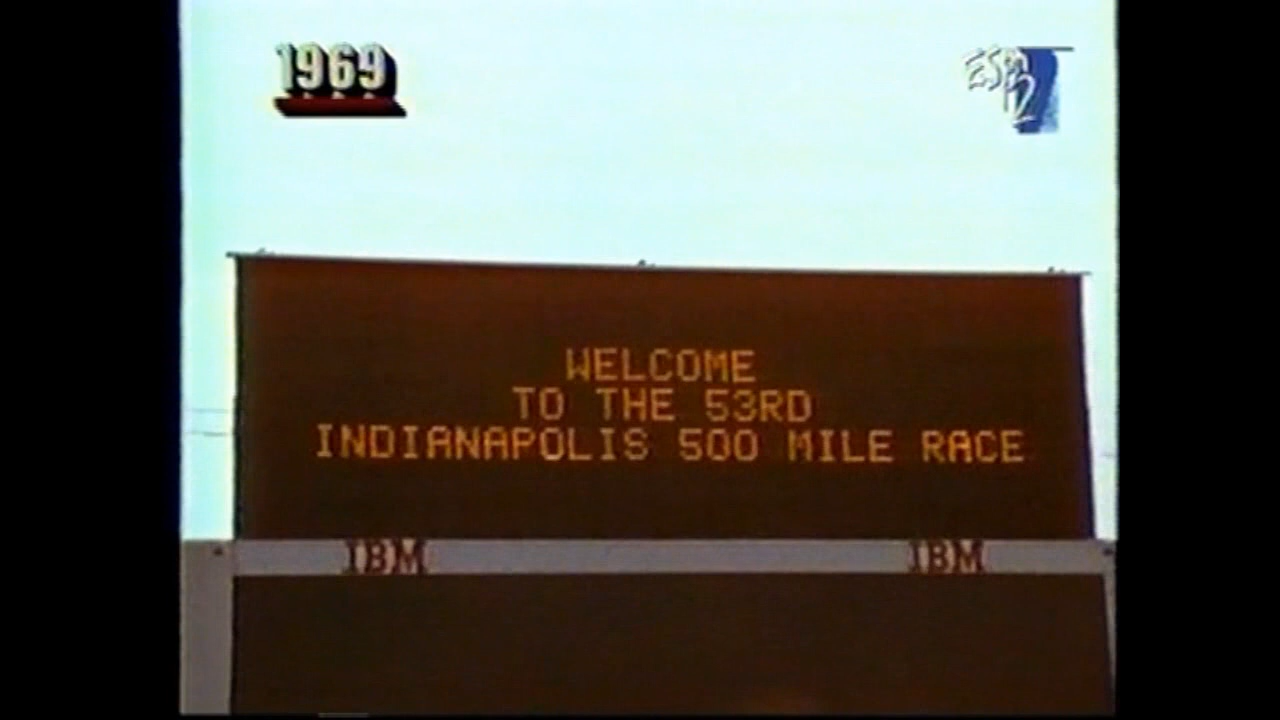 1969
ESPN2
WELCOME
TO THE 53RD
INDIANAPOLIS 500 MILE RACE
IBM IBM